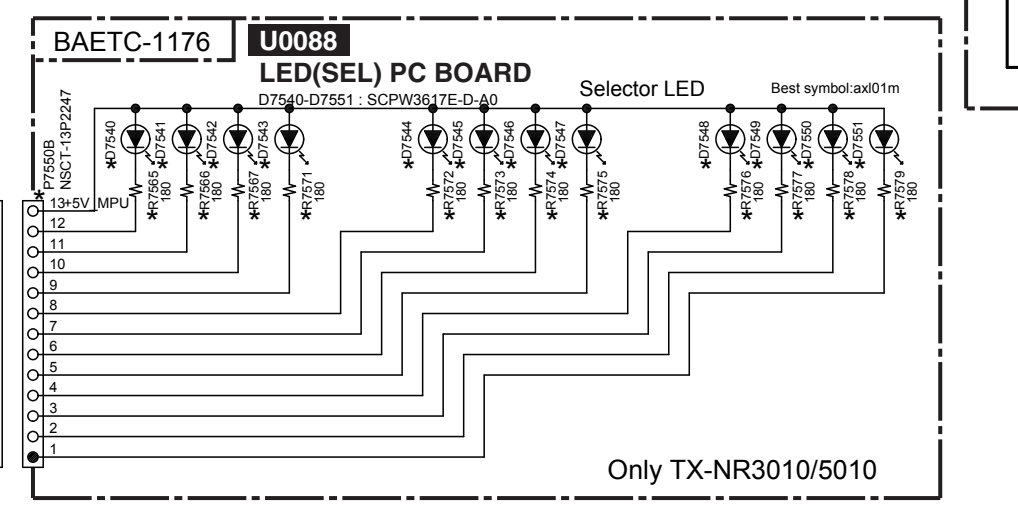 BAETC-1176
U0088
LED(SEL) PC BOARD
D7540-D7551 : SCPW3617E-D-A0
Selector LED
Best symbol:axl01m
*P7550B
NSCT-13P2247
*D7540
*D7541
*D7542
*D7543
*D7544
*D7545
*D7546
*D7547
*D7548
*D7549
*D7550
*D7551
*R7565
180
*R7566
180
*R7567
180
*R7571
180
*R7572
180
*R7573
180
*R7574
180
*R7575
180
*R7576
180
*R7577
180
*R7578
180
*R7579
180
13 +5V_MPU
12
11
10
9
8
7
6
5
4
3
2
1
Only TX-NR3010/5010